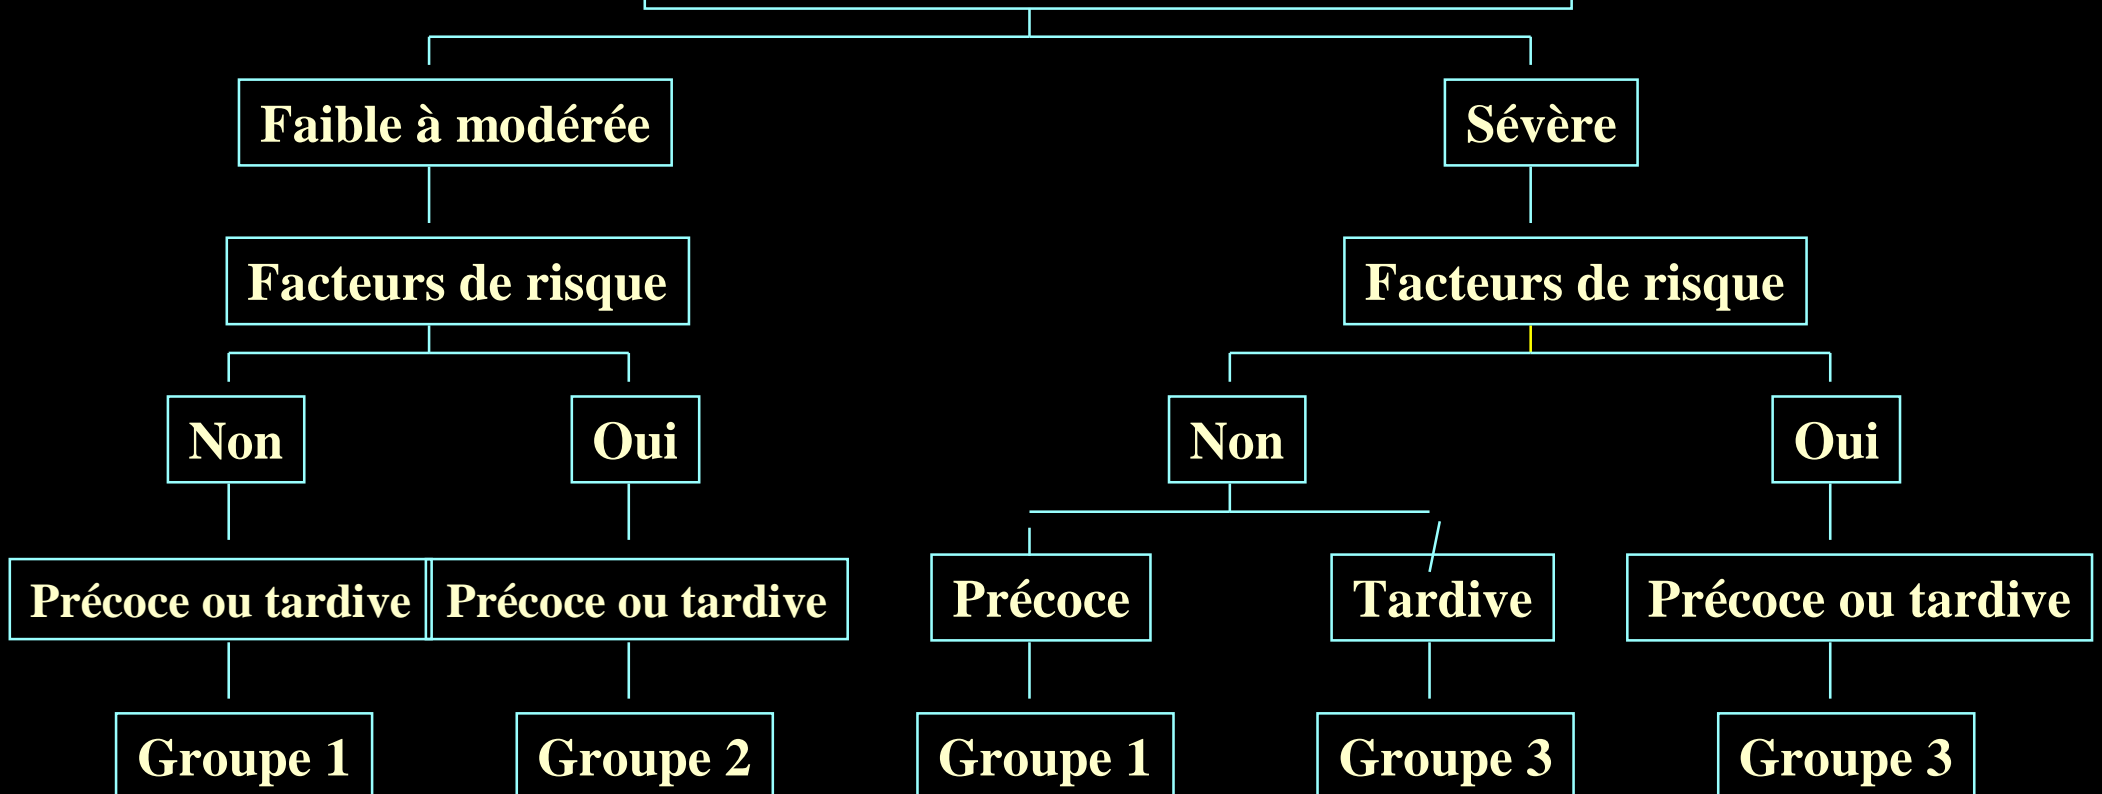 Faible à modérée
Sévère
Facteurs de risque
Facteurs de risque
Non
Oui
Non
Oui
Précoce ou tardive
Précoce ou tardive
Précoce
Tardive
Précoce ou tardive
Groupe 1
Groupe 2
Groupe 1
Groupe 3
Groupe 3